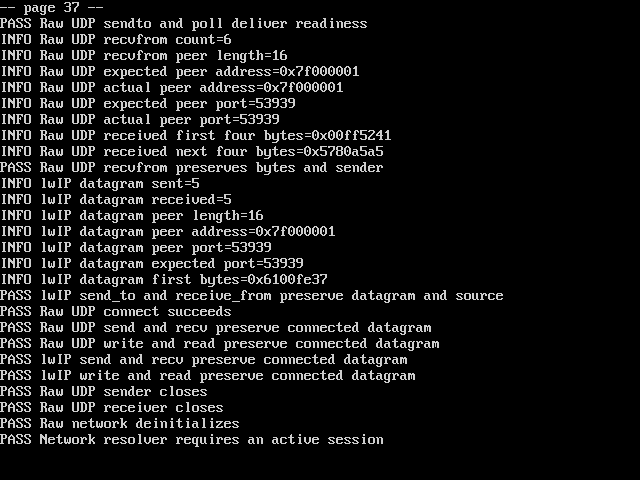 -- page 37 --
PASS Raw UDP sendto and poll deliver readiness
INFO Raw UDP recvfrom count=6
INFO Raw UDP recvfrom peer length=16
INFO Raw UDP expected peer address=0x7f000001
INFO Raw UDP actual peer address=0x7f000001
INFO Raw UDP expected peer port=53939
INFO Raw UDP actual peer port=53939
INFO Raw UDP received first four bytes=0x00ff5241
INFO Raw UDP received next four bytes=0x5780a5a5
PASS Raw UDP recvfrom preserves bytes and sender
INFO lwIP datagram sent=5
INFO lwIP datagram received=5
INFO lwIP datagram peer length=16
INFO lwIP datagram peer address=0x7f000001
INFO lwIP datagram peer port=53939
INFO lwIP datagram expected port=53939
INFO lwIP datagram first bytes=0x6100fe37
PASS lwIP send_to and receive_from preserve datagram and source
PASS Raw UDP connect succeeds
PASS Raw UDP send and recv preserve connected datagram
PASS Raw UDP write and read preserve connected datagram
PASS lwIP send and recv preserve connected datagram
PASS lwIP write and read preserve connected datagram
PASS Raw UDP sender closes
PASS Raw UDP receiver closes
PASS Raw network deinitializes
PASS Network resolver requires an active session